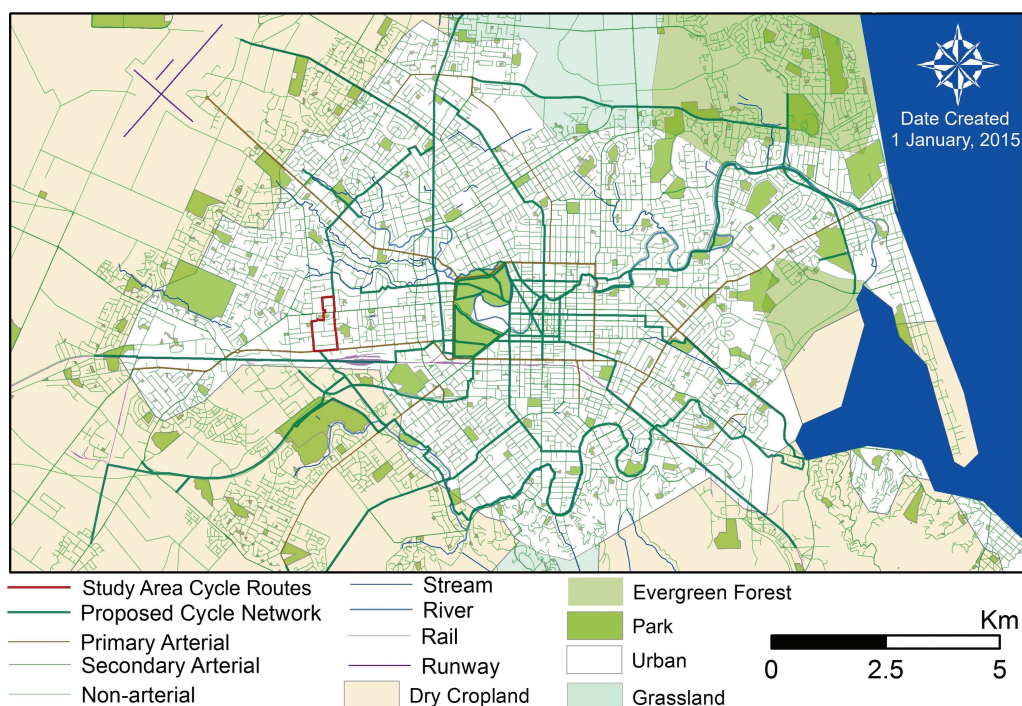 Date Created
1 January, 2015
Study Area Cycle Routes
Proposed Cycle Network
Primary Arterial
Secondary Arterial
Non-arterial
Stream
River
Rail
Runway
Dry Cropland
Evergreen Forest
Park
Urban
Grassland
Km
0 2.5 5